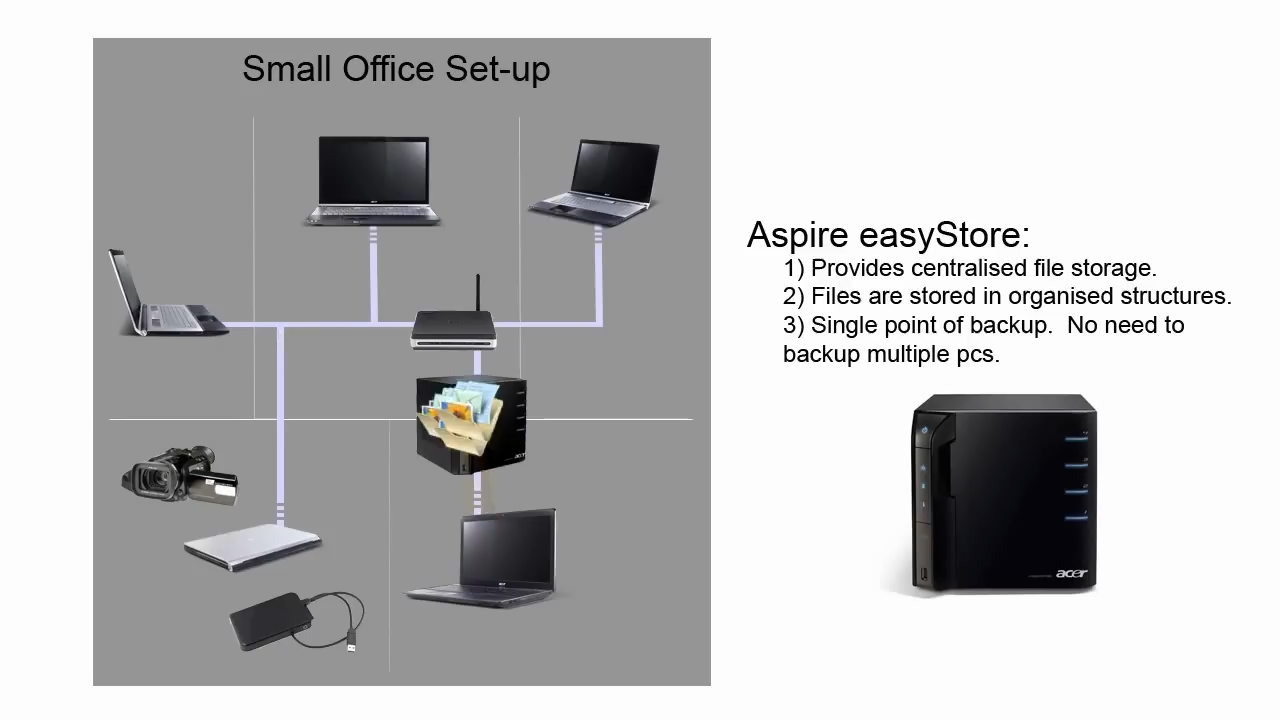 Small Office Set-up
Aspire easyStore:
1) Provides centralised file storage.
2) Files are stored in organised structures.
3) Single point of backup.  No need to
backup multiple pcs.
acer
acer